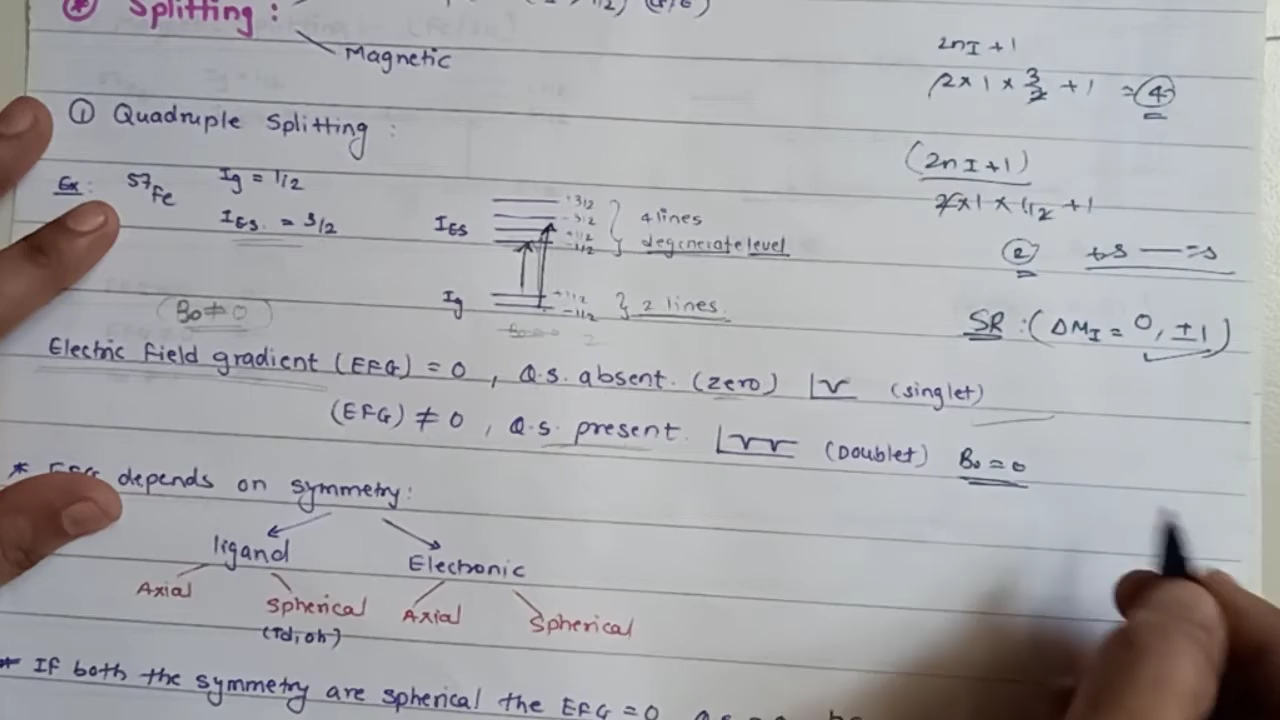 Splitting :
Magnetic
2nI + 1
2 × 1 × 3/2 + 1 = 4
① Quadruple Splitting :
(2nI + 1)
2 × 1 × 1/2 + 1
②
Ex: 57Fe Ig = 1/2
IES. = 3/2
IES
+3/2
-3/2
+1/2
-1/2
4 lines
degenerate level
Ig
+1/2
-1/2
2 lines.
B0 ≠ 0
SR : (ΔMI = 0, ±1)
Electric field gradient (EFG) = 0 , Q.S. absent. (zero) (singlet)
(EFG) ≠ 0 , Q.S. present. (Doublet) B0 = 0
* depends on symmetry:
ligand Electronic
Axial Spherical Axial Spherical
(Td, oh)
* If both the symmetry are spherical the EFG = 0